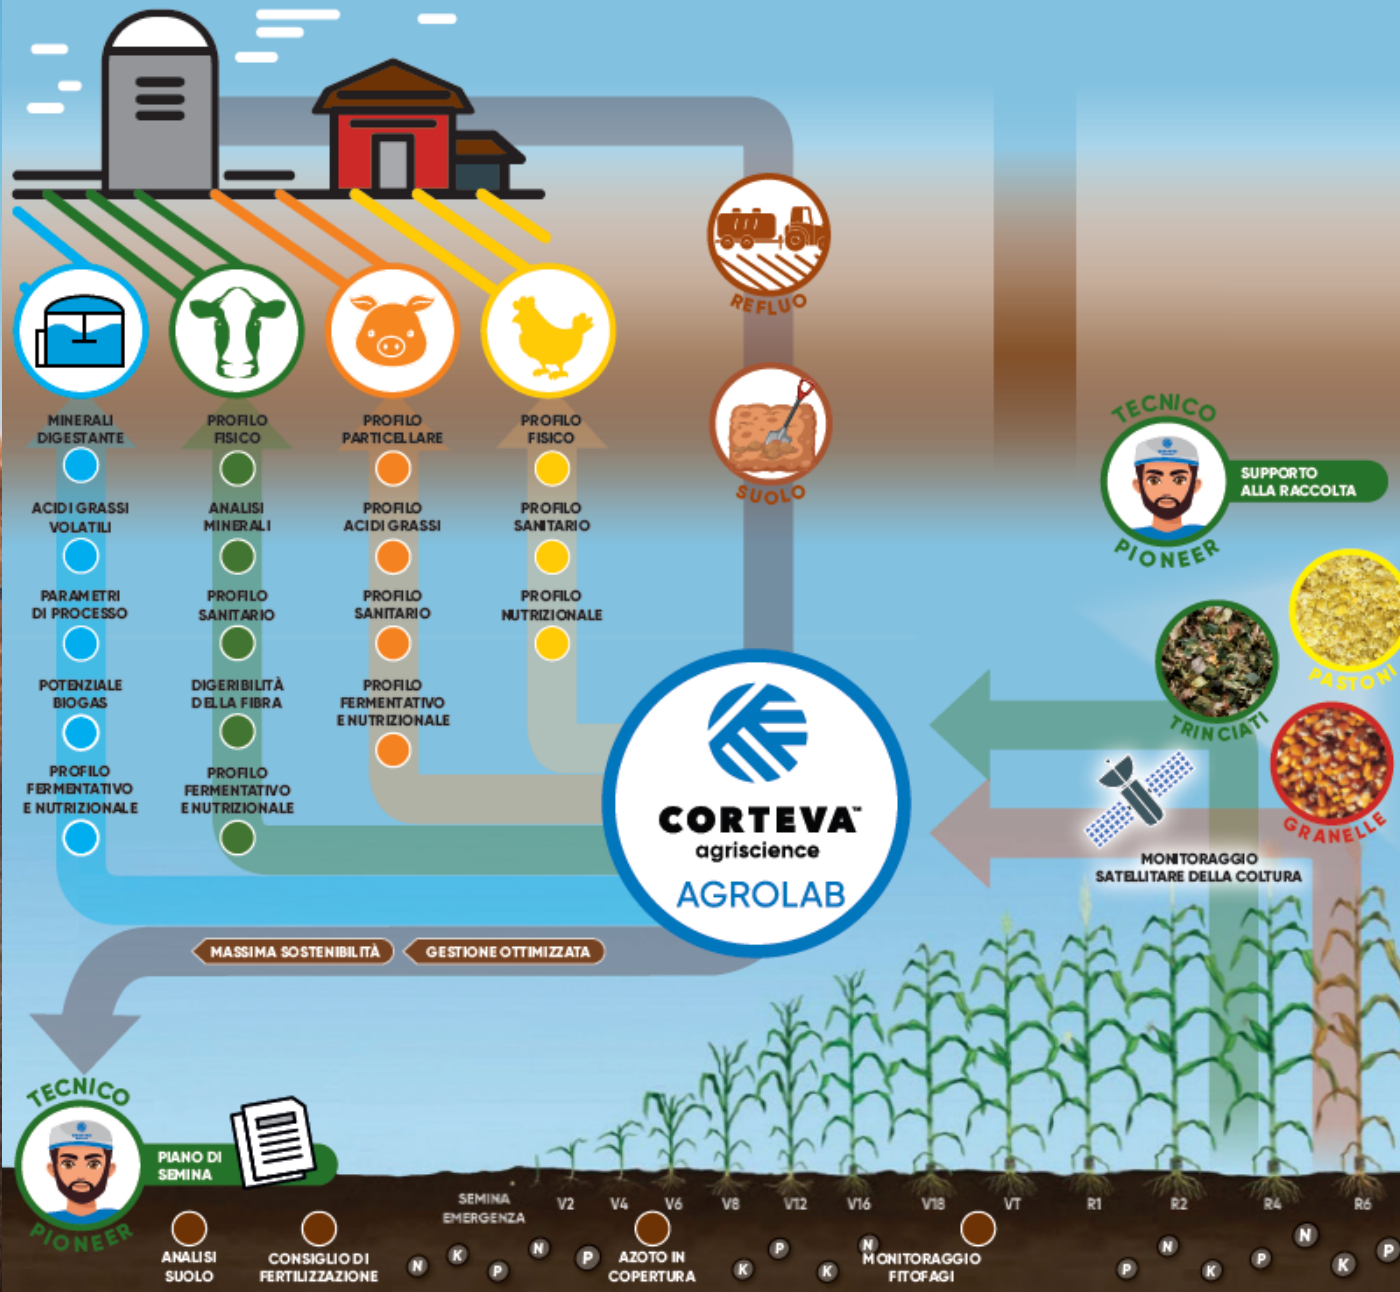 REFLUO
SUOLO
MINERALI
DIGESTANTE
ACIDI GRASSI
VOLATILI
PARAMETRI
DI PROCESSO
POTENZIALE
BIOGAS
PROFILO
FERMENTATIVO
E NUTRIZIONALE
PROFILO
FISICO
ANALISI
MINERALI
PROFILO
SANITARIO
DIGERIBILITÀ
DELLA FIBRA
PROFILO
FERMENTATIVO
E NUTRIZIONALE
PROFILO
PARTICELLARE
PROFILO
ACIDI GRASSI
PROFILO
SANITARIO
PROFILO
FERMENTATIVO
E NUTRIZIONALE
PROFILO
FISICO
PROFILO
SANITARIO
PROFILO
NUTRIZIONALE
TECNICO
PIONEER
SUPPORTO
ALLA RACCOLTA
PASTONI
TRINCIATI
GRANELLE
MONITORAGGIO
SATELLITARE DELLA COLTURA
CORTEVA™
agriscience
AGROLAB
MASSIMA SOSTENIBILITÀ
GESTIONE OTTIMIZZATA
TECNICO
PIONEER
PIANO DI
SEMINA
SEMINA
EMERGENZA
V2 V4 V6 V8 V12 V16 V18 VT R1 R2 R4 R6
ANALISI
SUOLO
CONSIGLIO DI
FERTILIZZAZIONE
AZOTO IN
COPERTURA
MONITORAGGIO
FITOFAGI
N K P N P K P K N P N K P N K P